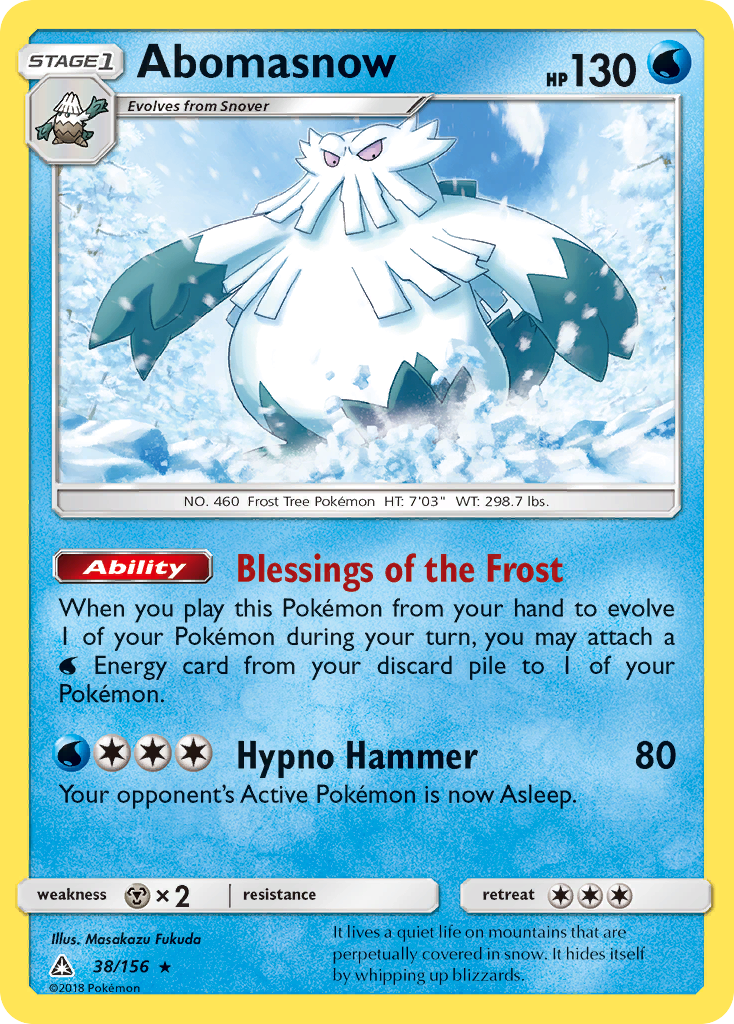 STAGE1
Abomasnow
HP 130
Evolves from Snover
NO. 460 Frost Tree Pokémon HT: 7'03" WT: 298.7 lbs.
Ability Blessings of the Frost
When you play this Pokémon from your hand to evolve
1 of your Pokémon during your turn, you may attach a
Energy card from your discard pile to 1 of your
Pokémon.
Hypno Hammer 80
Your opponent's Active Pokémon is now Asleep.
weakness ×2 resistance retreat
Illus. Masakazu Fukuda
38/156 ★
©2018 Pokémon
It lives a quiet life on mountains that are
perpetually covered in snow. It hides itself
by whipping up blizzards.